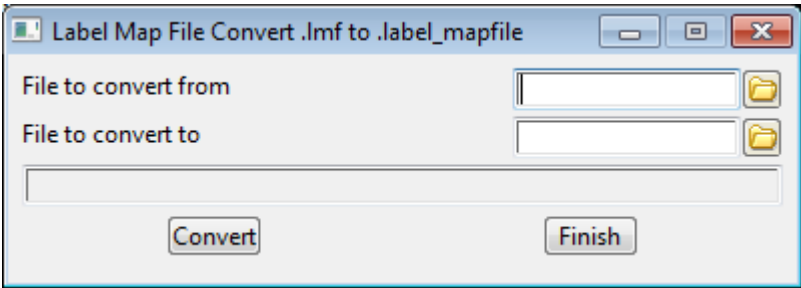 Label Map File Convert .lmf to .label_mapfile
File to convert from
File to convert to
Convert
Finish